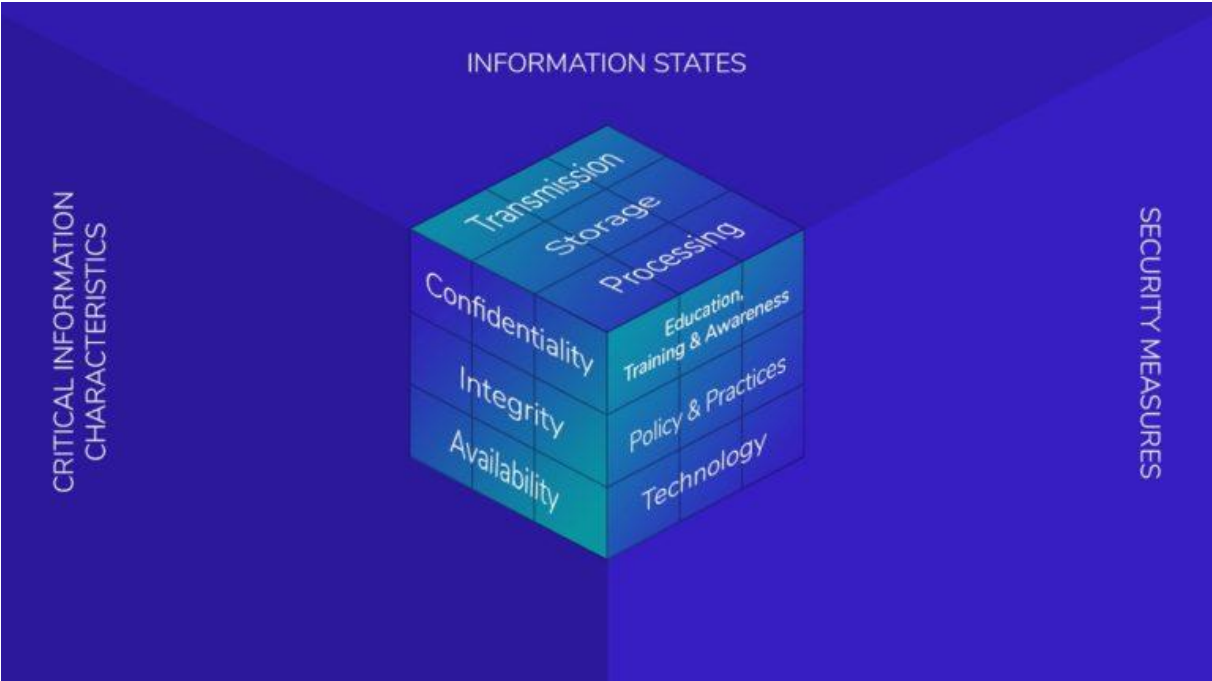 INFORMATION STATES
CRITICAL INFORMATION
CHARACTERISTICS
Transmission
Storage
Processing
Confidentiality
Integrity
Availability
Education,
Training & Awareness
Policy & Practices
Technology
SECURITY MEASURES